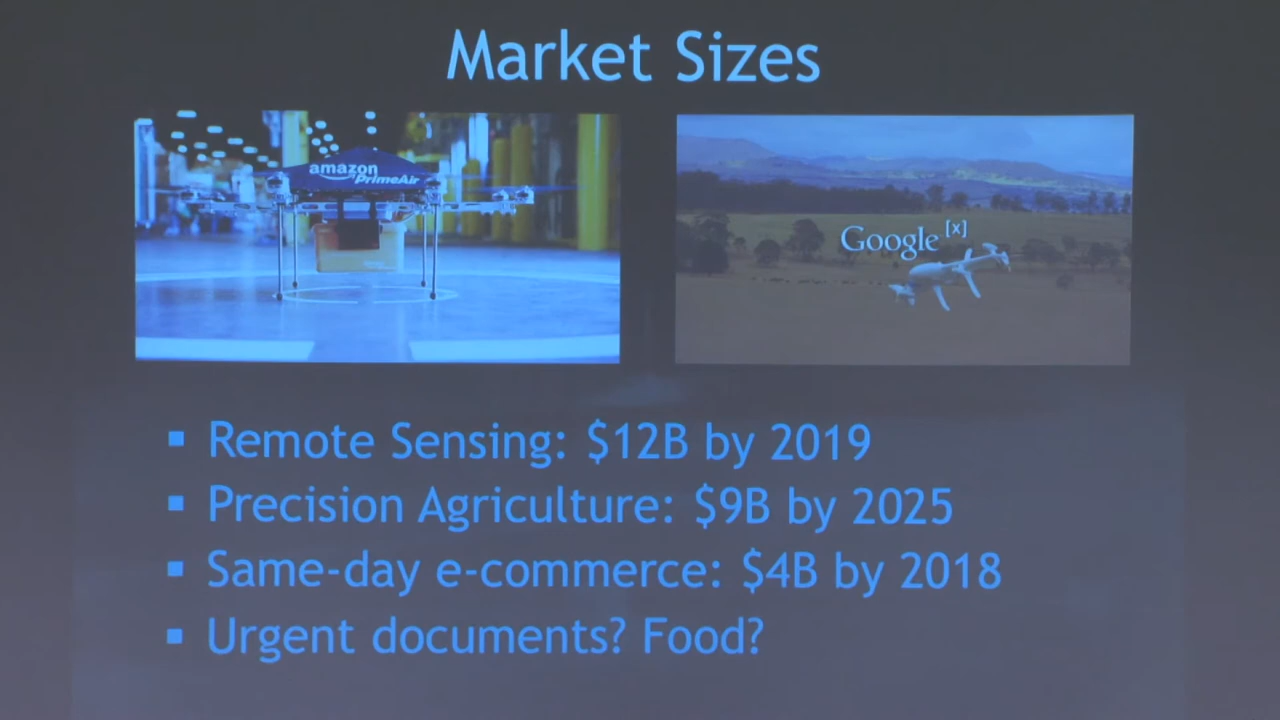 Market Sizes
amazon
PrimeAir
Google [x]
▪ Remote Sensing: $12B by 2019
▪ Precision Agriculture: $9B by 2025
▪ Same-day e-commerce: $4B by 2018
▪ Urgent documents? Food?